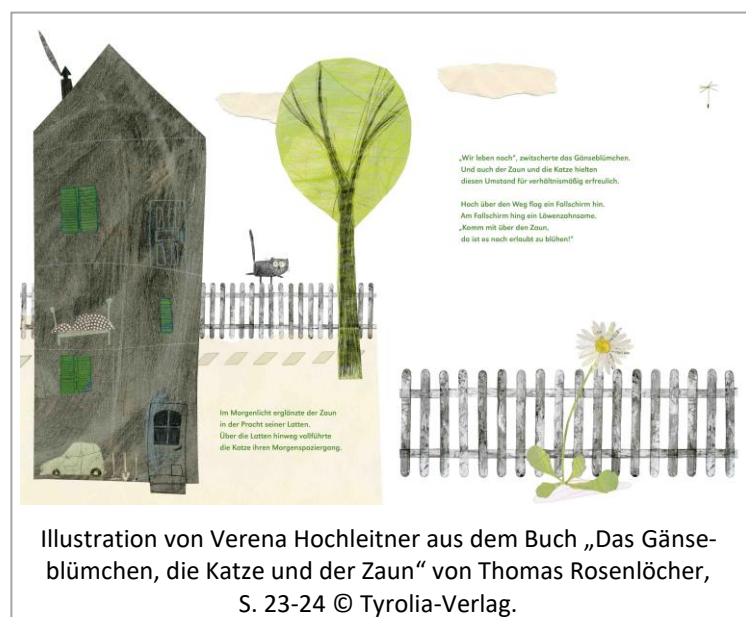 Im Morgenlicht erglänzte der Zaun
in der Pracht seiner Latten.
Über die Latten hinweg vollführte
die Katze ihren Morgenspaziergang.
„Wir leben noch“, zwitscherte das Gänseblümchen.
Und auch der Zaun und die Katze hielten
diesen Umstand für verhältnismäßig erfreulich.
Hoch über den Weg flog ein Fallschirm hin.
Am Fallschirm hing ein Löwenzahnsame.
„Komm mit über den Zaun,
da ist es noch erlaubt zu blühen!“
Illustration von Verena Hochleitner aus dem Buch „Das Gänse-
blümchen, die Katze und der Zaun“ von Thomas Rosenlöcher,
S. 23-24 © Tyrolia-Verlag.